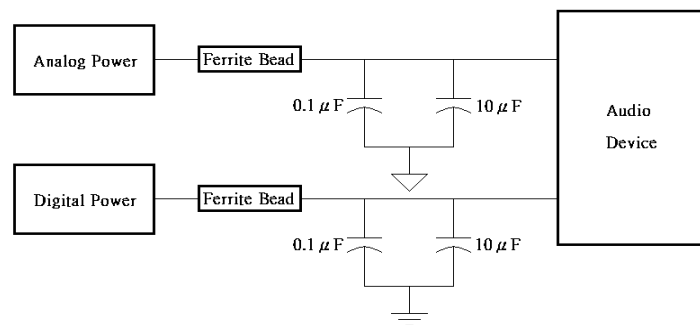 Analog Power
Ferrite Bead
0.1 μF
10 μF
Audio
Device
Digital Power
Ferrite Bead
0.1 μF
10 μF